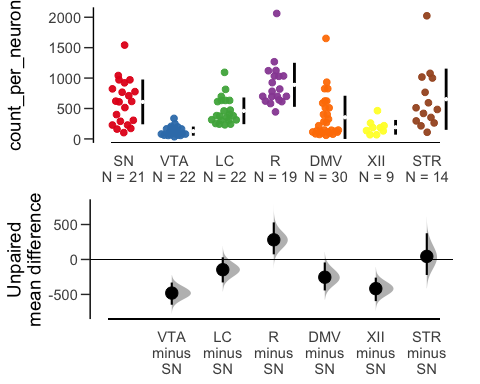 count_per_neuron
2000
1500
1000
500
0
SN VTA LC R DMV XII STR
N = 21 N = 22 N = 22 N = 19 N = 30 N = 9 N = 14
Unpaired
mean difference
500
0
-500
VTA LC R DMV XII STR
minus minus minus minus minus minus
SN SN SN SN SN SN